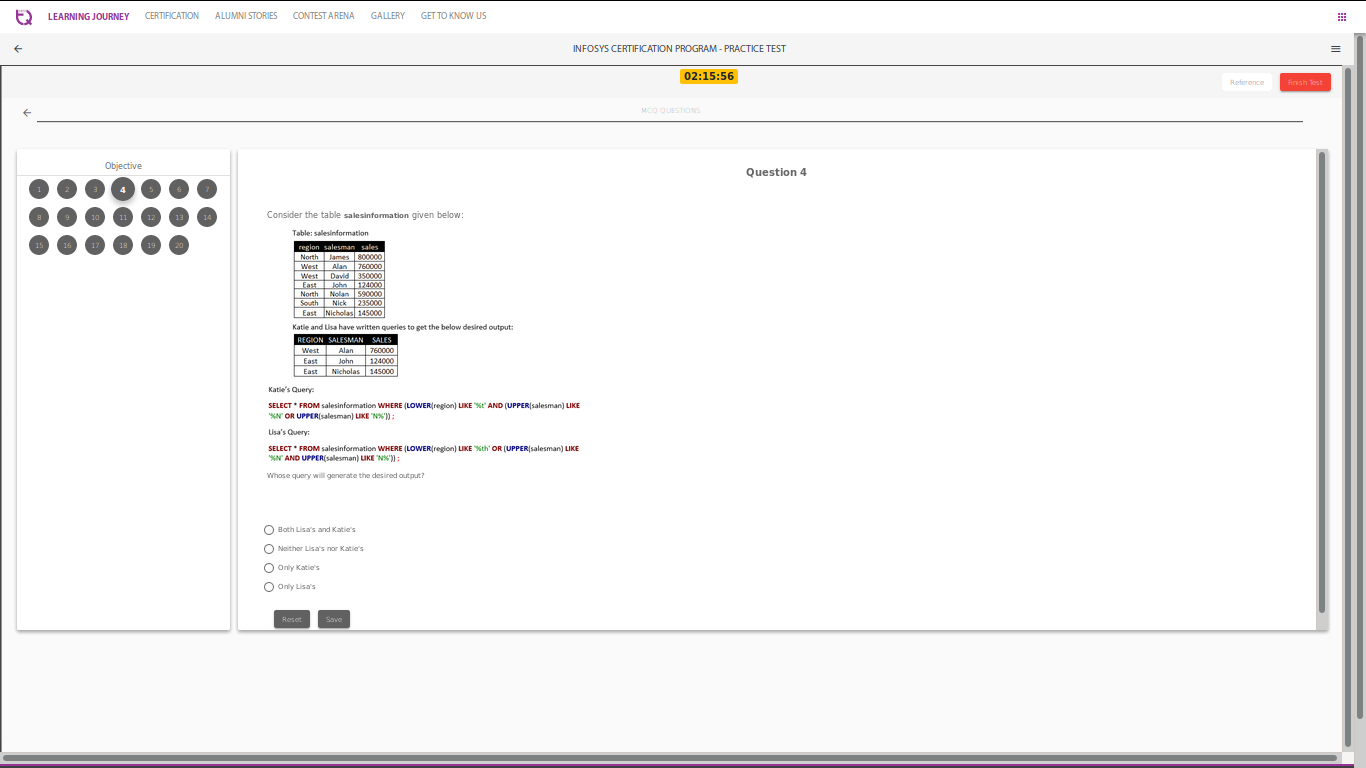 LEARNING JOURNEY CERTIFICATION ALUMNI STORIES CONTEST ARENA GALLERY GET TO KNOW US
INFOSYS CERTIFICATION PROGRAM - PRACTICE TEST
02:15:56
Reference Finish Test
MCQ QUESTIONS
Objective
1 2 3 4 5 6 7
8 9 10 11 12 13 14
15 16 17 18 19 20
Question 4
Consider the table salesinformation given below:
Table: salesinformation
region salesman sales
North James 800000
West Alan 760000
West David 350000
East John 124000
North Nolan 590000
South Nick 235000
East Nicholas 145000
Katie and Lisa have written queries to get the below desired output:
REGION SALESMAN SALES
West Alan 760000
East John 124000
East Nicholas 145000
Katie's Query:
SELECT * FROM salesinformation WHERE (LOWER(region) LIKE '%t' AND (UPPER(salesman) LIKE
'%N' OR UPPER(salesman) LIKE 'N%')) ;
Lisa's Query:
SELECT * FROM salesinformation WHERE (LOWER(region) LIKE '%th' OR (UPPER(salesman) LIKE
'%N' AND UPPER(salesman) LIKE 'N%')) ;
Whose query will generate the desired output?
Both Lisa's and Katie's
Neither Lisa's nor Katie's
Only Katie's
Only Lisa's
Reset Save